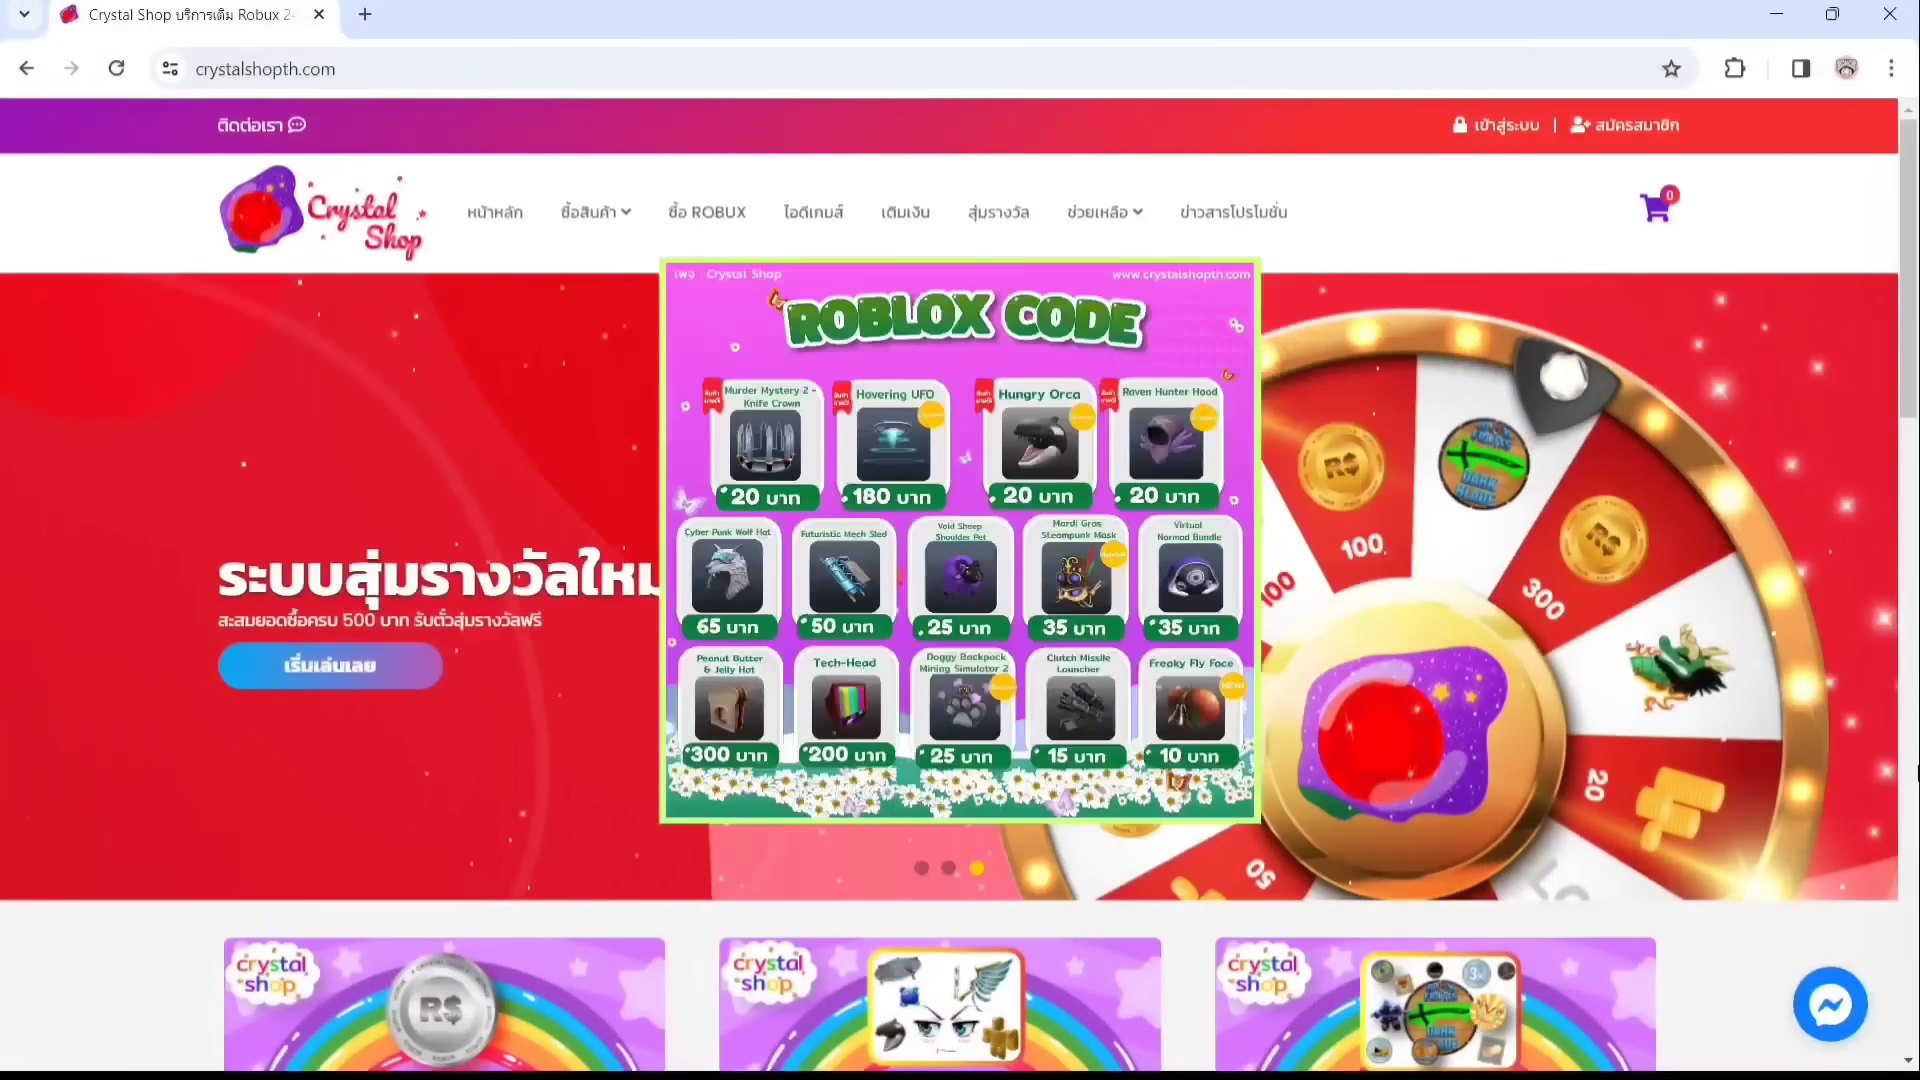 Crystal Shop บริการเติม Robux 24
crystalshopth.com
ติดต่อเรา
เข้าสู่ระบบ | สมัครสมาชิก
Crystal Shop
หน้าหลัก ซื้อสินค้า ซื้อ ROBUX ไอดีเกมส์ เติมเงิน สุ่มรางวัล ช่วยเหลือ ข่าวสารโปรโมชั่น
0
เพจ : Crystal Shop www.crystalshopth.com
ROBLOX CODE
Murder Mystery 2 - Knife Crown
Hovering UFO
Hungry Orca
Raven Hunter Hood
20 บาท 180 บาท 20 บาท 20 บาท
Cyber Punk Wolf Hat
Futuristic Mech Sled
Void Sheep Shoulder Pet
Mardi Gras Steampunk Mask
Virtual Normad Bundle
65 บาท 50 บาท 25 บาท 35 บาท 35 บาท
Peanut Butter & Jelly Hat
Tech-Head
Doggy Backpack Mining Simulator 2
Clutch Missile Launcher
Freaky Fly Face
NEW
300 บาท 200 บาท 25 บาท 15 บาท 10 บาท
ระบบสุ่มรางวัลใหม
สะสมยอดซื้อครบ 500 บาท รับตั๋วสุ่มรางวัลฟรี
เริ่มเล่นเลย
R$
100
100
R$
300
20
50
DARK BLADE
crystal shop
R$
crystal shop
crystal shop
3x
DARK BLADE